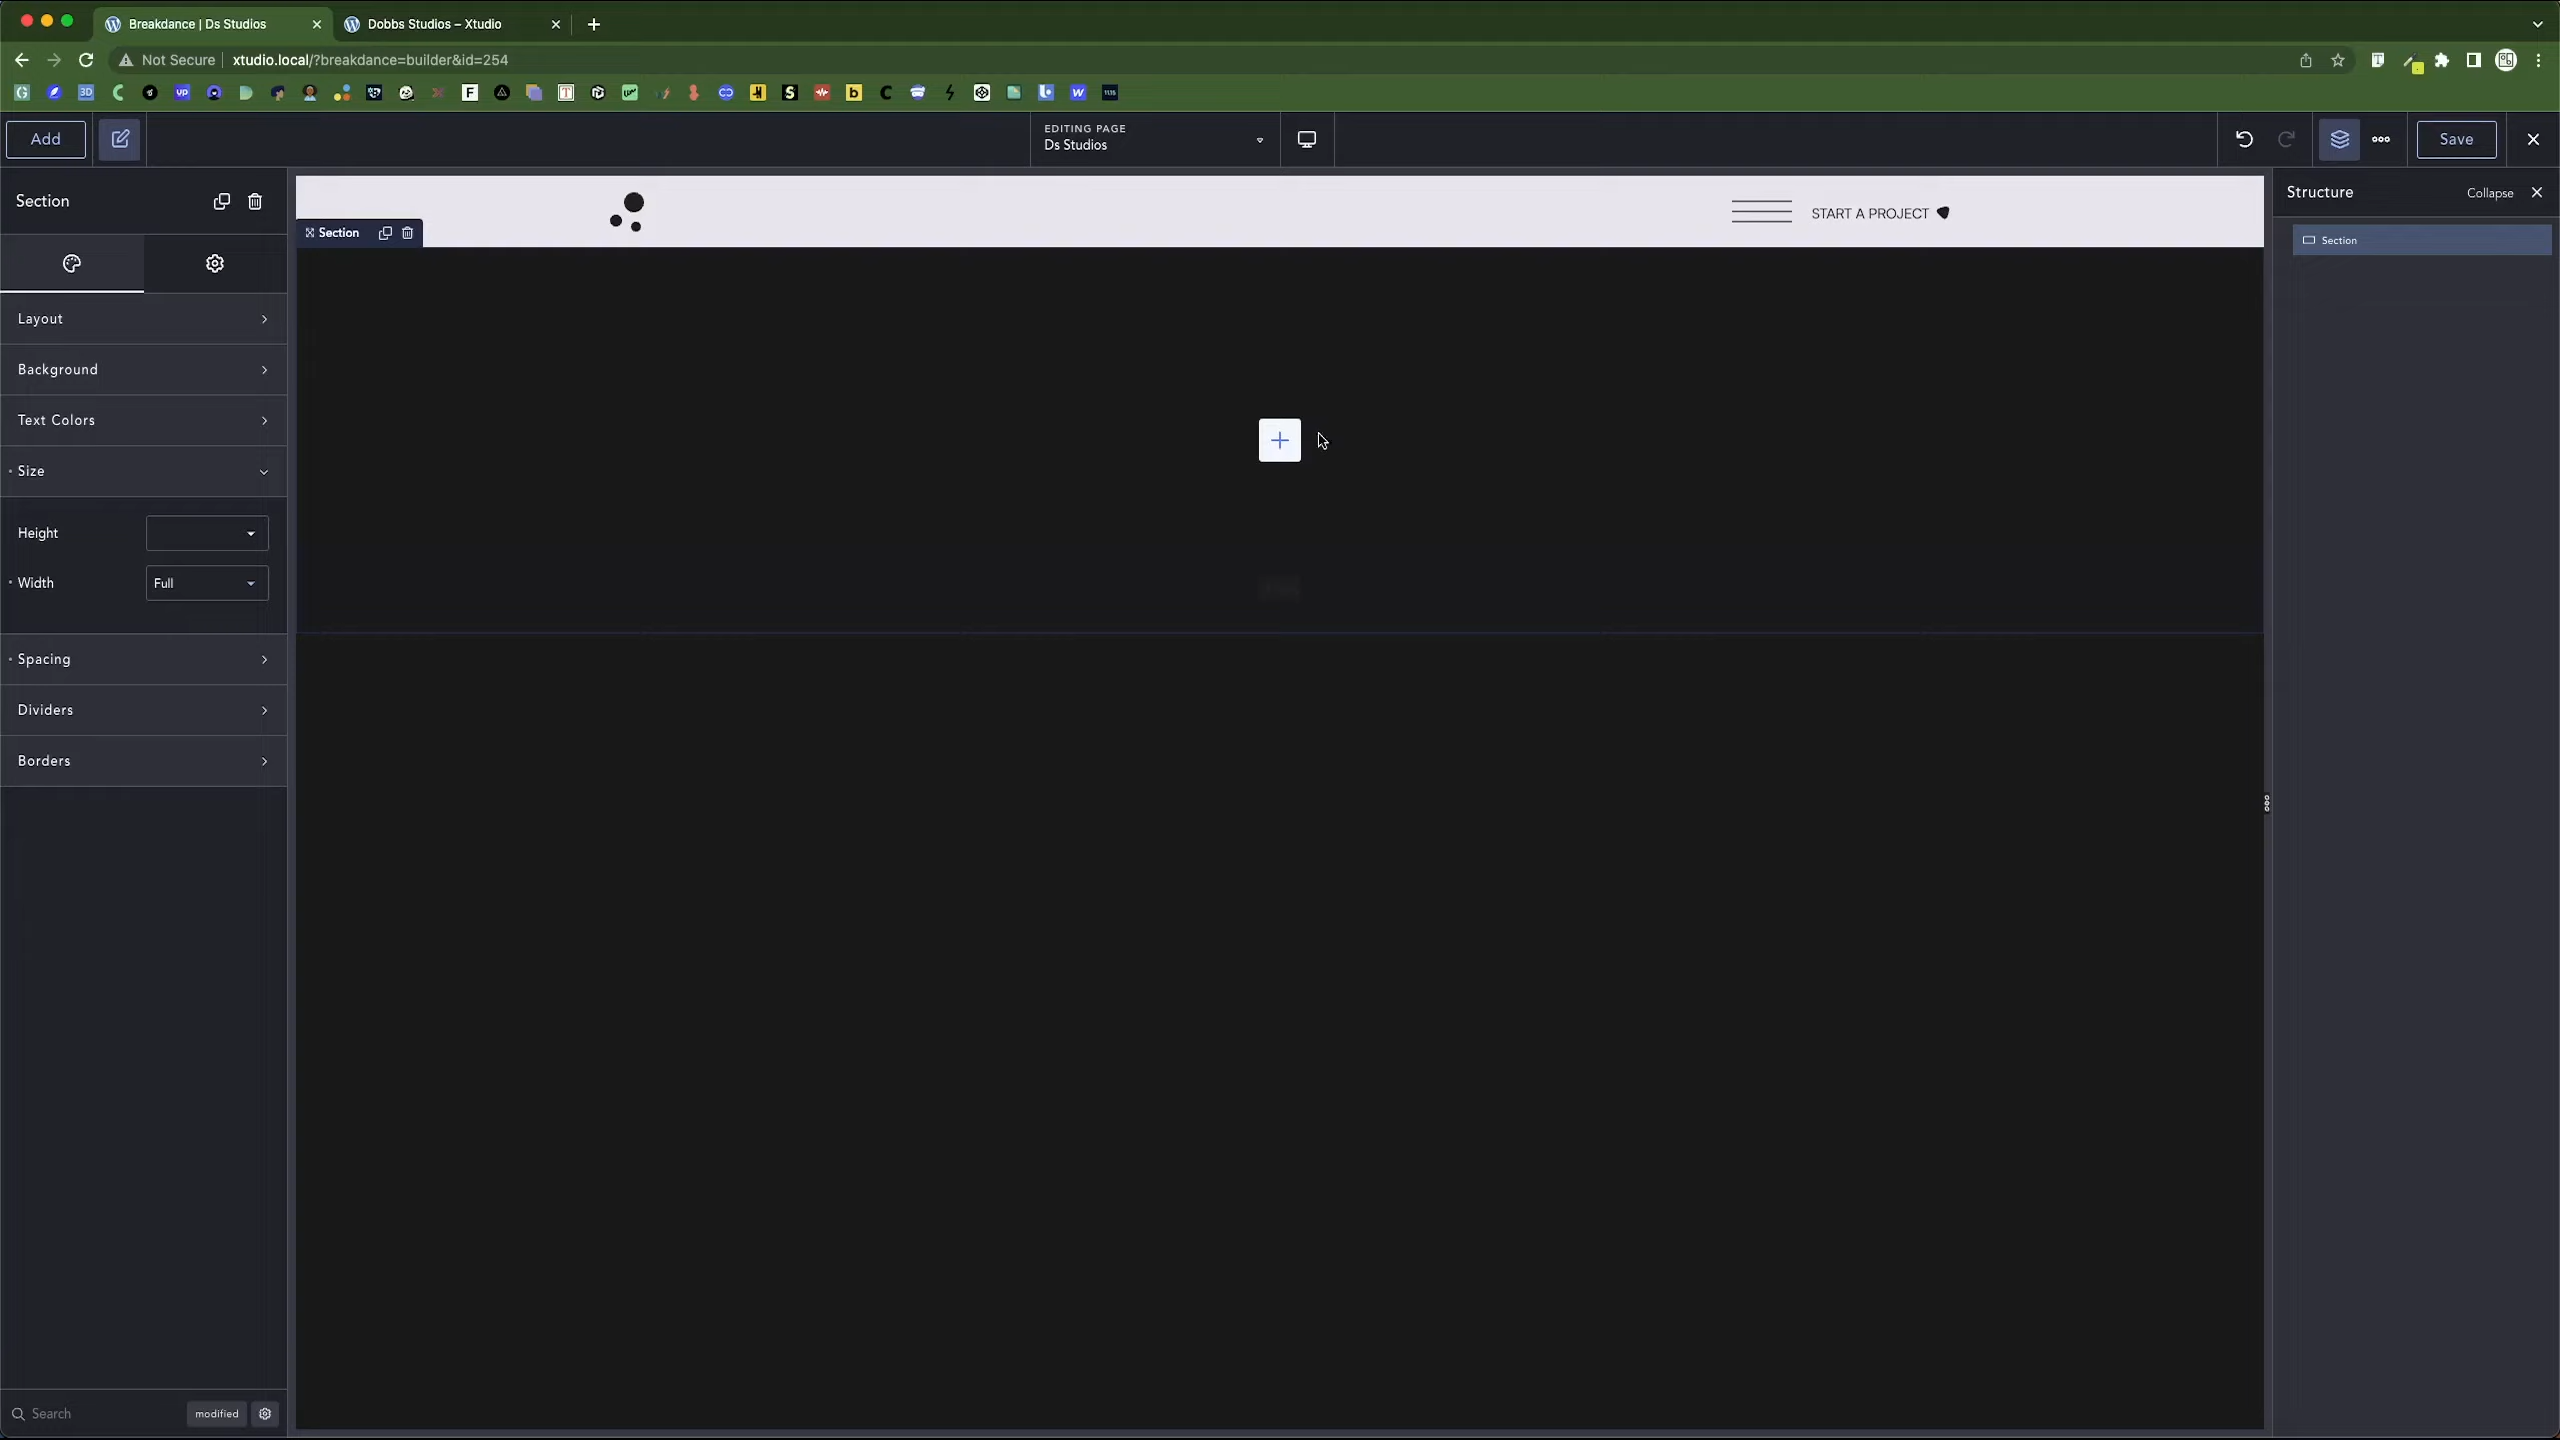 Breakdance | Ds Studios
Dobbs Studios – Xtudio
Not Secure
xtudio.local/?breakdance=builder&id=254
Add
EDITING PAGE
Ds Studios
Save
Section
Section
START A PROJECT
Structure
Collapse
Section
Layout
Background
Text Colors
Size
Height
Width
Full
Spacing
Dividers
Borders
Search
modified